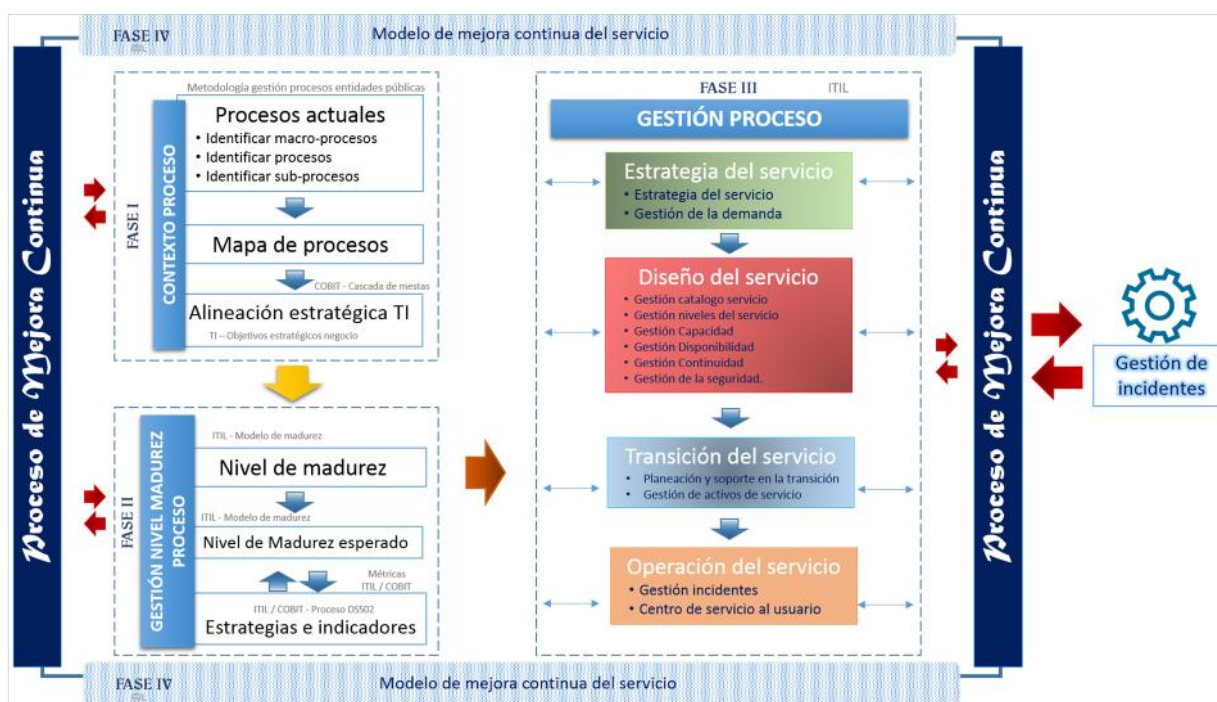 FASE IV
ITIL
Modelo de mejora continua del servicio
Proceso de Mejora Continua
FASE I
CONTEXTO PROCESO
Metodología gestión procesos entidades públicas
Procesos actuales
• Identificar macro-procesos
• Identificar procesos
• Identificar sub-procesos
Mapa de procesos
COBIT - Cascada de mestas
Alineación estratégica TI
TI – Objetivos estratégicos negocio
FASE II
GESTIÓN NIVEL MADUREZ
PROCESO
ITIL - Modelo de madurez
Nivel de madurez
ITIL - Modelo de madurez
Nivel de Madurez esperado
Métricas
ITIL / COBIT
ITIL / COBIT - Proceso DSS02
Estrategias e indicadores
FASE III
ITIL
GESTIÓN PROCESO
Estrategia del servicio
• Estrategia del servicio
• Gestión de la demanda
Diseño del servicio
• Gestión catalogo servicio
• Gestión niveles del servicio
• Gestión Capacidad
• Gestión Disponibilidad
• Gestión Continuidad
• Gestión de la seguridad.
Transición del servicio
• Planeación y soporte en la transición
• Gestión de activos de servicio
Operación del servicio
• Gestión incidentes
• Centro de servicio al usuario
Proceso de Mejora Continua
Gestión de
incidentes
FASE IV
ITIL
Modelo de mejora continua del servicio